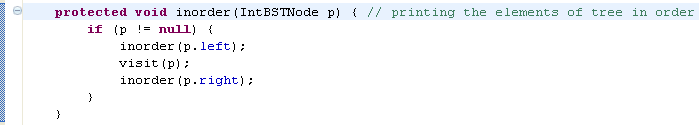 protected void inorder(IntBSTNode p) { // printing the elements of tree in order
if (p != null) {
inorder(p.left);
visit(p);
inorder(p.right);
}
}